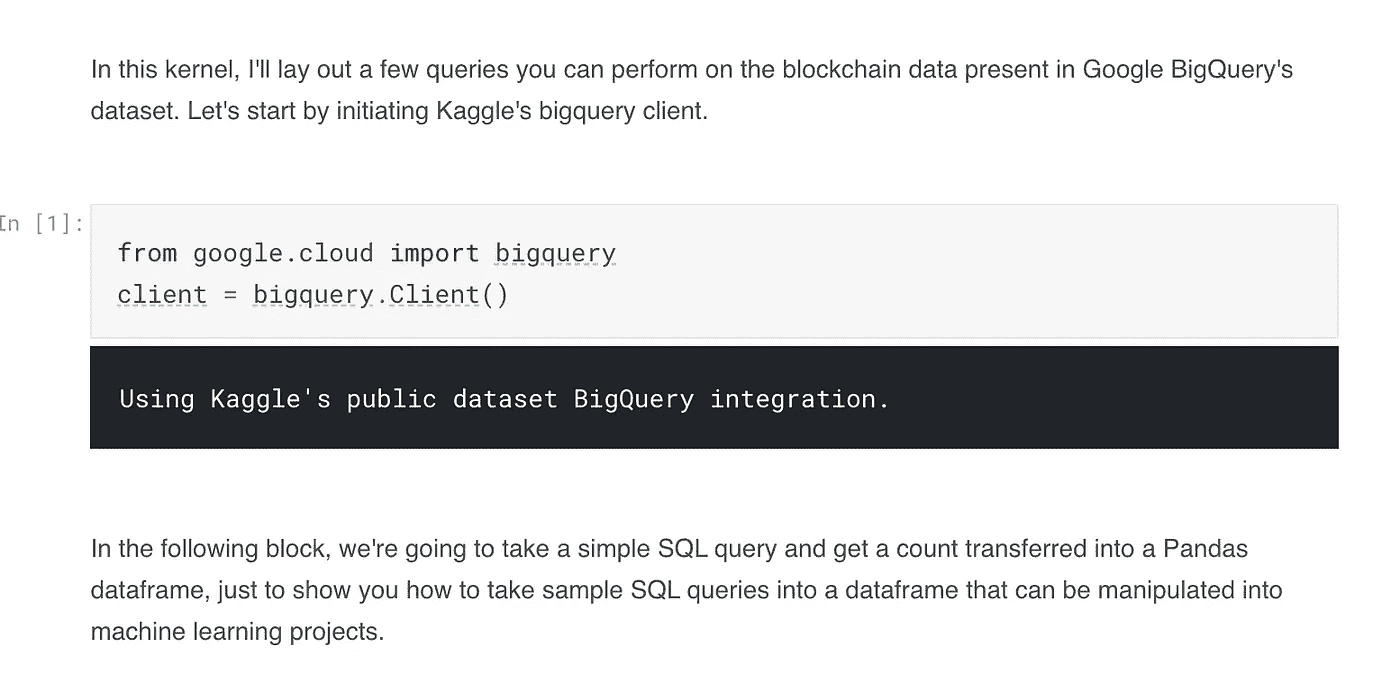 In this kernel, I'll lay out a few queries you can perform on the blockchain data present in Google BigQuery's
dataset. Let's start by initiating Kaggle's bigquery client.
In [1]:
from google.cloud import bigquery
client = bigquery.Client()
Using Kaggle's public dataset BigQuery integration.
In the following block, we're going to take a simple SQL query and get a count transferred into a Pandas
dataframe, just to show you how to take sample SQL queries into a dataframe that can be manipulated into
machine learning projects.